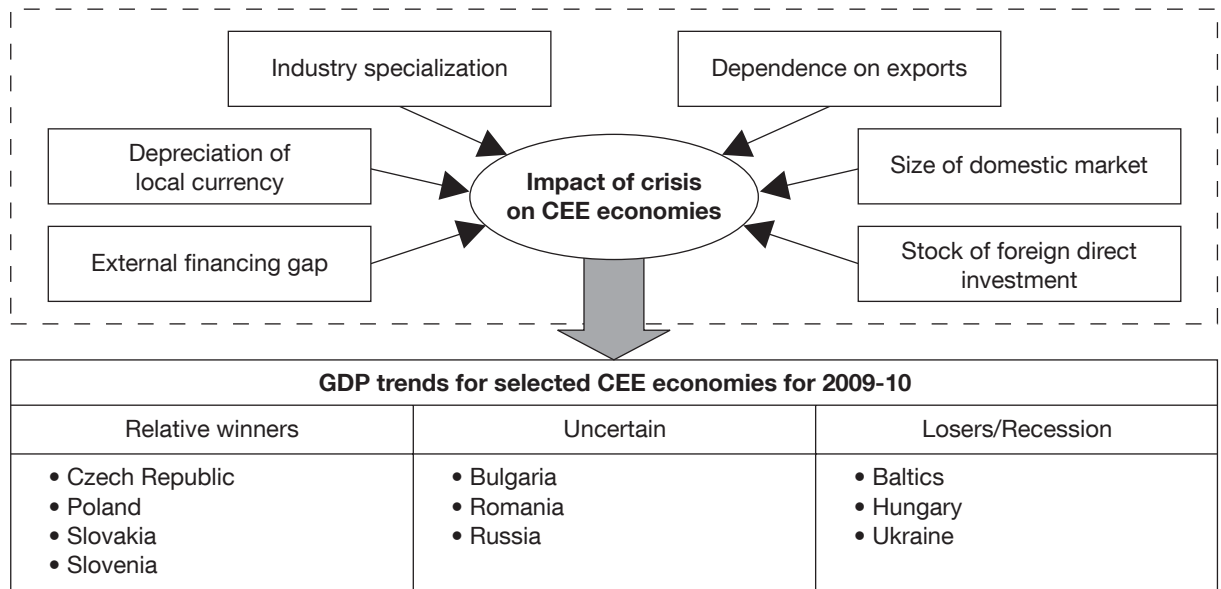 Industry specialization
Dependence on exports
Depreciation of
local currency
Impact of crisis
on CEE economies
Size of domestic market
External financing gap
Stock of foreign direct
investment
GDP trends for selected CEE economies for 2009-10
Relative winners
Uncertain
Losers/Recession
• Czech Republic
• Poland
• Slovakia
• Slovenia
• Bulgaria
• Romania
• Russia
• Baltics
• Hungary
• Ukraine